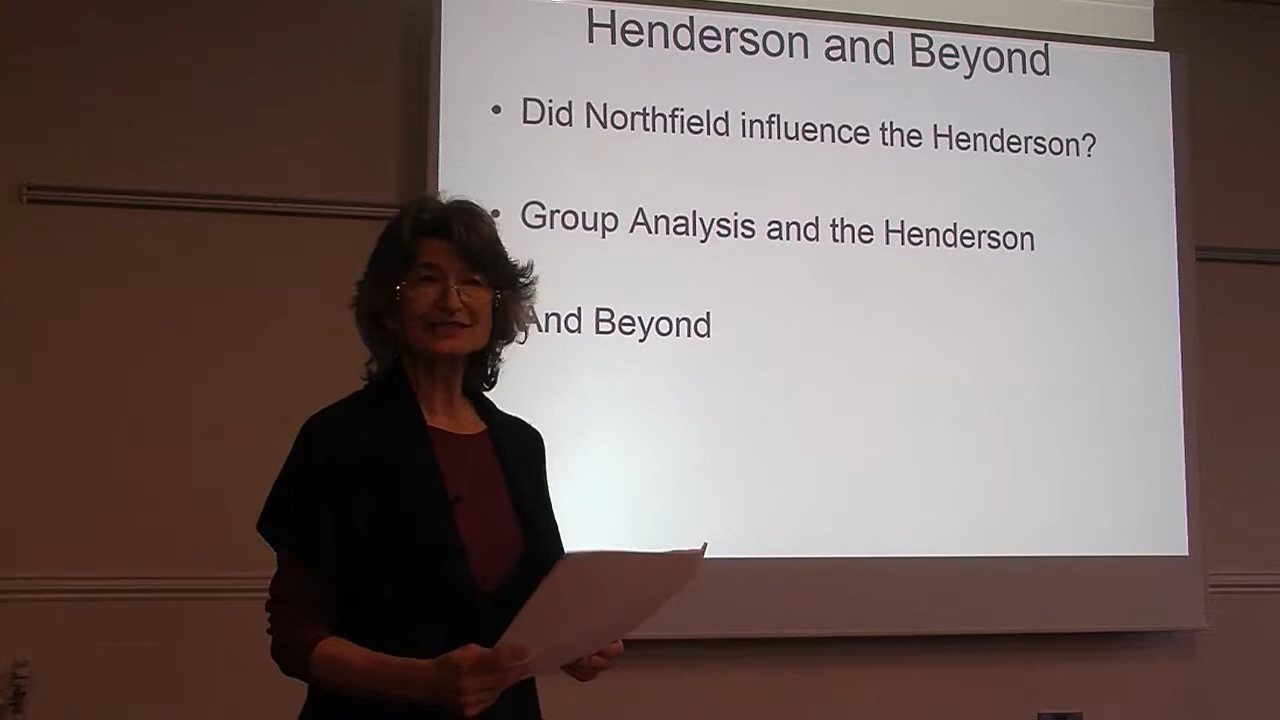 Henderson and Beyond
• Did Northfield influence the Henderson?
• Group Analysis and the Henderson
And Beyond